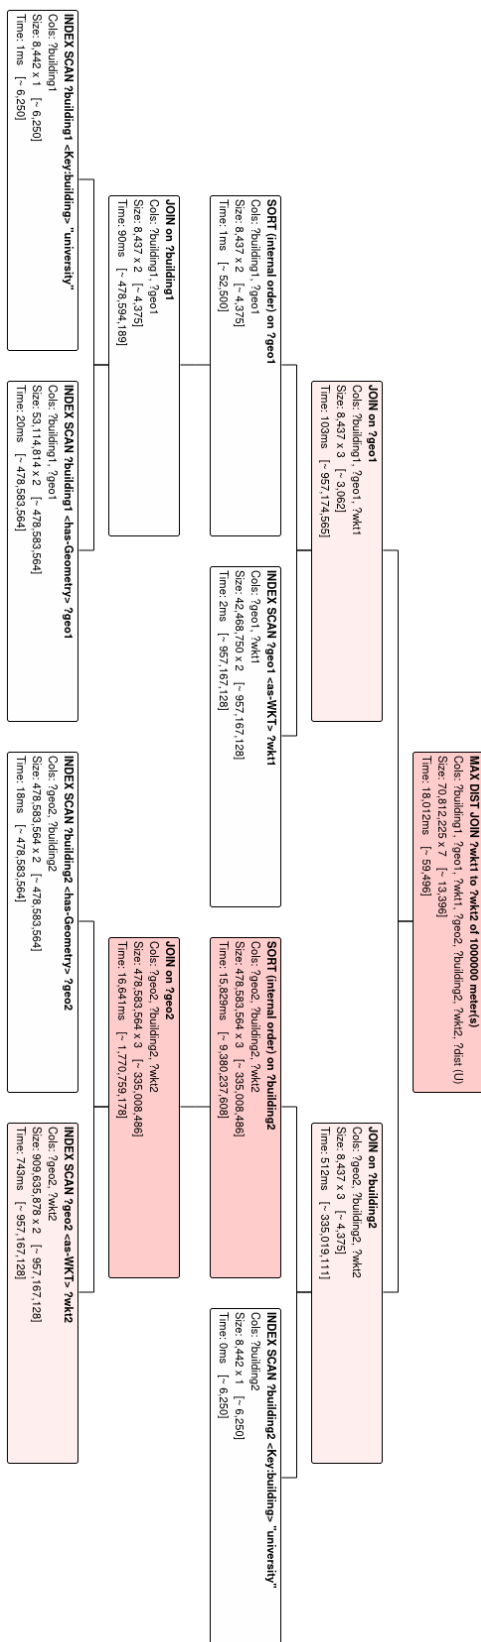 MAX DIST JOIN ?wkt1 to ?wkt2 of 1000000 meter(s)
Cols: ?building1, ?geo1, ?wkt1, ?geo2, ?building2, ?wkt2, ?dist (U)
Size: 70,812,225 x 7 [~ 13,396]
Time: 18,012ms [~ 59,496]
JOIN on ?geo1
Cols: ?building1, ?geo1, ?wkt1
Size: 8,437 x 3 [~ 3,062]
Time: 103ms [~ 957,174,565]
JOIN on ?building2
Cols: ?geo2, ?building2, ?wkt2
Size: 8,437 x 3 [~ 4,375]
Time: 512ms [~ 335,019,111]
SORT (internal order) on ?geo1
Cols: ?building1, ?geo1
Size: 8,437 x 2 [~ 4,375]
Time: 1ms [~ 52,500]
INDEX SCAN ?geo1 <as-WKT> ?wkt1
Cols: ?geo1, ?wkt1
Size: 42,468,750 x 2 [~ 957,167,128]
Time: 2ms [~ 957,167,128]
SORT (internal order) on ?building2
Cols: ?geo2, ?building2, ?wkt2
Size: 478,583,564 x 3 [~ 335,008,486]
Time: 15,829ms [~ 9,380,237,608]
INDEX SCAN ?building2 <Key:building> "university"
Cols: ?building2
Size: 8,442 x 1 [~ 6,250]
Time: 0ms [~ 6,250]
JOIN on ?building1
Cols: ?building1, ?geo1
Size: 8,437 x 2 [~ 4,375]
Time: 90ms [~ 478,594,189]
JOIN on ?geo2
Cols: ?geo2, ?building2, ?wkt2
Size: 478,583,564 x 3 [~ 335,008,486]
Time: 16,641ms [~ 1,770,759,178]
INDEX SCAN ?building1 <Key:building> "university"
Cols: ?building1
Size: 8,442 x 1 [~ 6,250]
Time: 1ms [~ 6,250]
INDEX SCAN ?building1 <has-Geometry> ?geo1
Cols: ?building1, ?geo1
Size: 53,114,814 x 2 [~ 478,583,564]
Time: 20ms [~ 478,583,564]
INDEX SCAN ?building2 <has-Geometry> ?geo2
Cols: ?geo2, ?building2
Size: 478,583,564 x 2 [~ 478,583,564]
Time: 18ms [~ 478,583,564]
INDEX SCAN ?geo2 <as-WKT> ?wkt2
Cols: ?geo2, ?wkt2
Size: 909,635,878 x 2 [~ 957,167,128]
Time: 743ms [~ 957,167,128]